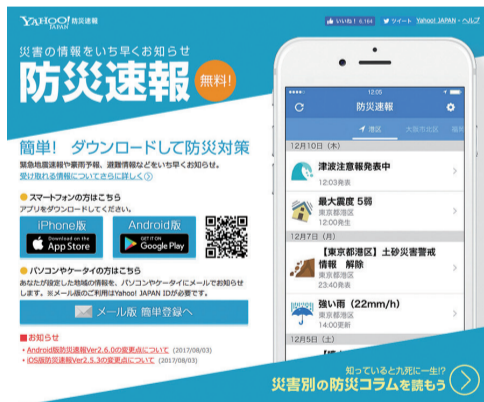 YAHOO! JAPAN 防災速報
いいね! 6,164 ツイート Yahoo! JAPAN - ヘルプ
災害の情報をいち早くお知らせ
防災速報 無料!
簡単! ダウンロードして防災対策
緊急地震速報や豪雨予報、避難情報などをいち早くお知らせ。
受け取れる情報についてさらに詳しく
スマートフォンの方はこちら
アプリをダウンロードしてください。
iPhone版
Download on the
App Store
Android版
GET IT ON
Google Play
パソコンやケータイの方はこちら
あなたが設定した地域の情報を、パソコンやケータイにメールでお知らせ
します。※メール版のご利用はYahoo! JAPAN IDが必要です。
メール版 簡単登録へ
お知らせ
・Android版防災速報Ver2.6.0の変更点について (2017/08/03)
・iOS版防災速報Ver2.5.3の変更点について (2017/08/03)
12:05
防災速報
港区 大阪市北区
12月10日（木）
津波注意報発表中
12:03発表
最大震度 5弱
東京都港区
12:00発生
12月7日（月）
【東京都港区】土砂災害警戒
情報 解除
東京都港区
23:40発表
強い雨（22mm/h）
東京都港区
14:00更新
12月5日（土）
知っていると九死に一生!?
災害別の防災コラムを読もう